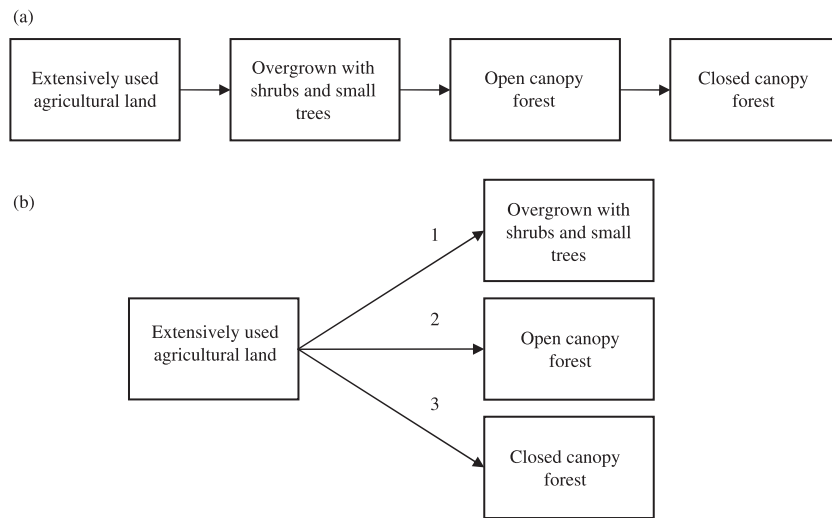 (a)
Extensively used
agricultural land
Overgrown with
shrubs and small
trees
Open canopy
forest
Closed canopy
forest
(b)
Extensively used
agricultural land
1
Overgrown with
shrubs and small
trees
2
Open canopy
forest
3
Closed canopy
forest